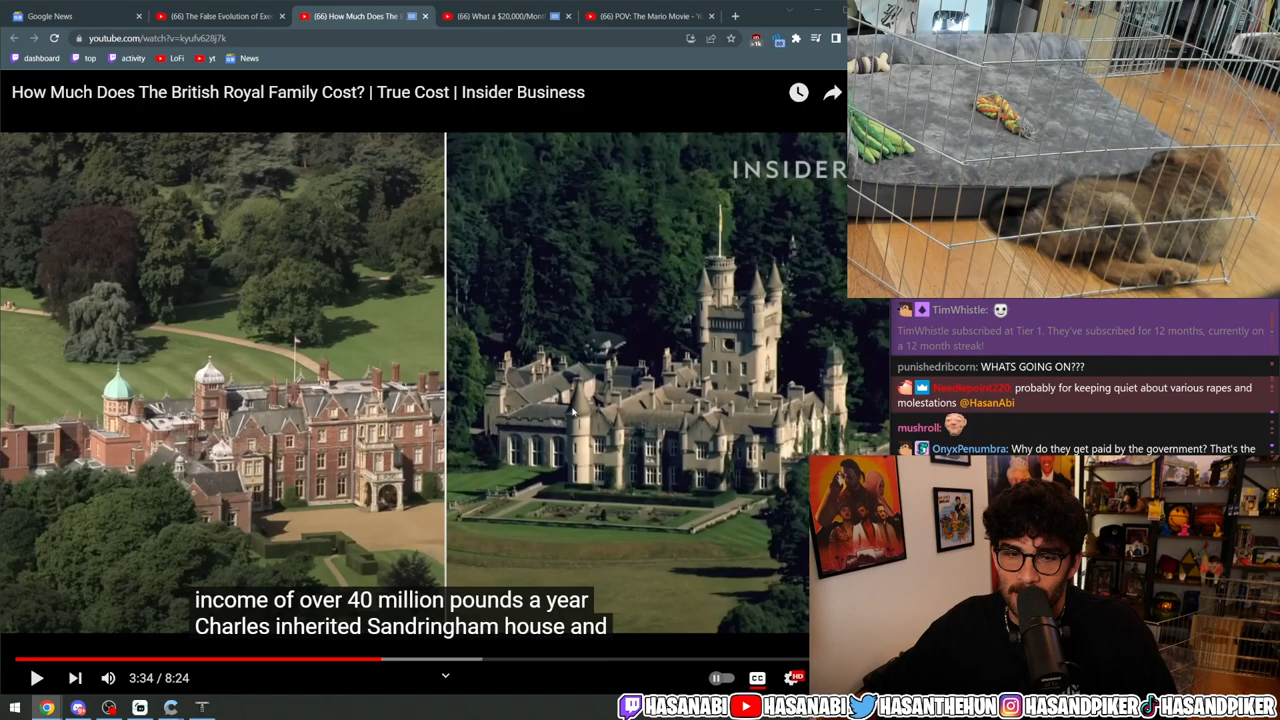 Google News
(66) The False Evolution of Exe
(66) How Much Does The B
(66) What a $20,000/Mont
(66) POV: The Mario Movie - Yo
youtube.com/watch?v=kyufv628j7k
dashboard
top
activity
LoFi
yt
News
How Much Does The British Royal Family Cost? | True Cost | Insider Business
INSIDER
income of over 40 million pounds a year
Charles inherited Sandringham house and
3:34 / 8:24
HD
TimWhistle:
TimWhistle subscribed at Tier 1. They've subscribed for 12 months, currently on
a 12 month streak!
punishedribcorn: WHATS GOING ON???
Needlepoint220: probably for keeping quiet about various rapes and
molestations @HasanAbi
mushroll:
OnyxPenumbra: Why do they get paid by the government? That's the
HASANABI
HASANABI
HASANTHEHUN
HASANDPIKER
HASANDPIKER